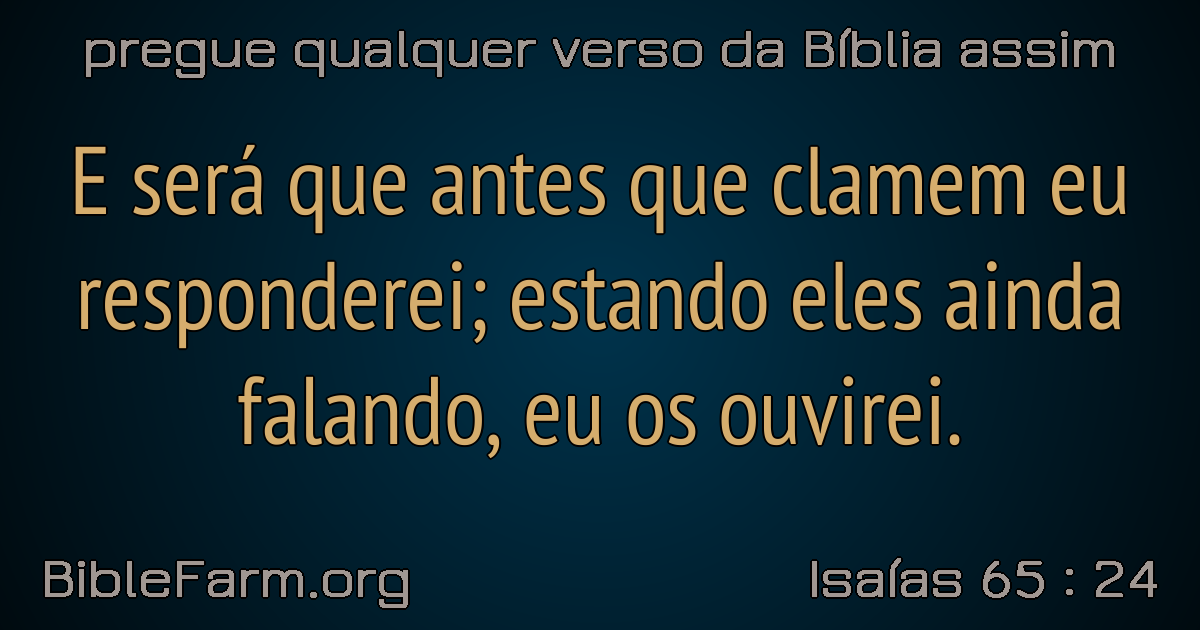 pregue qualquer verso da Bíblia assim
E será que antes que clamem eu
responderei; estando eles ainda
falando, eu os ouvirei.
BibleFarm.org
Isaías 65 : 24